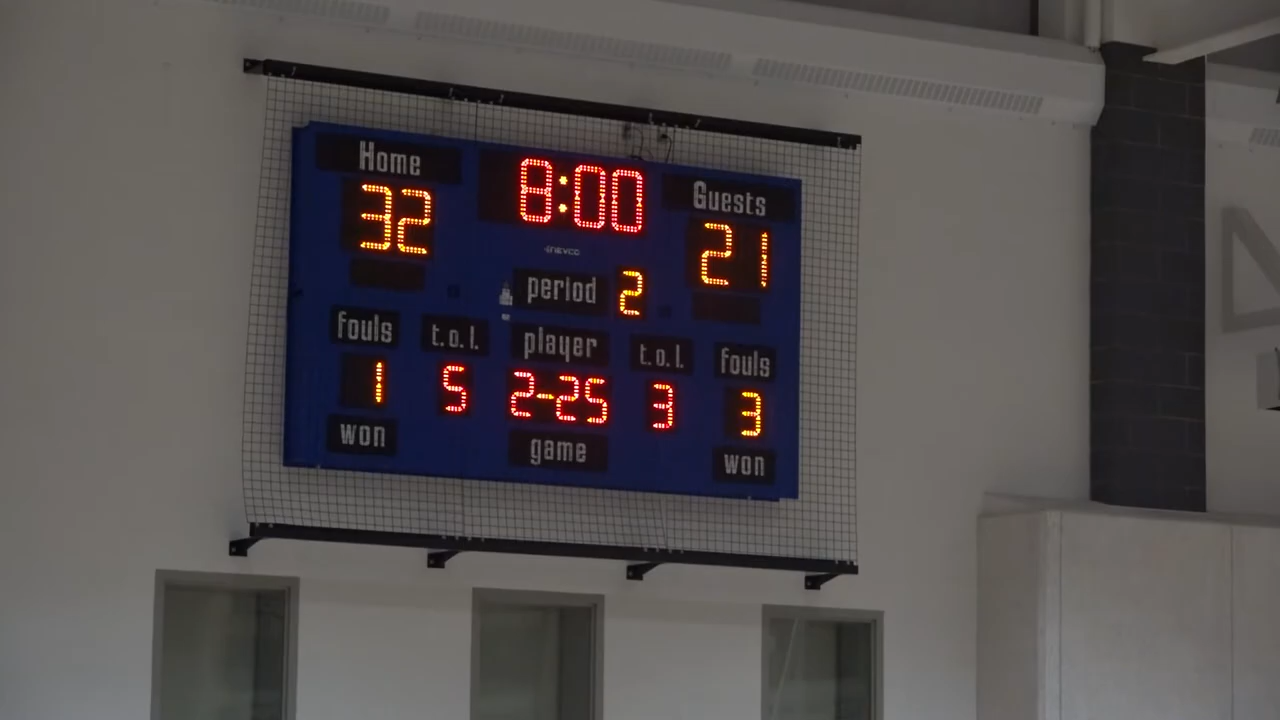 Home
8:00
Guests
32
21
NEVCO
period 2
fouls t.o.l. player t.o.l. fouls
1 5 2-25 3 3
won game won